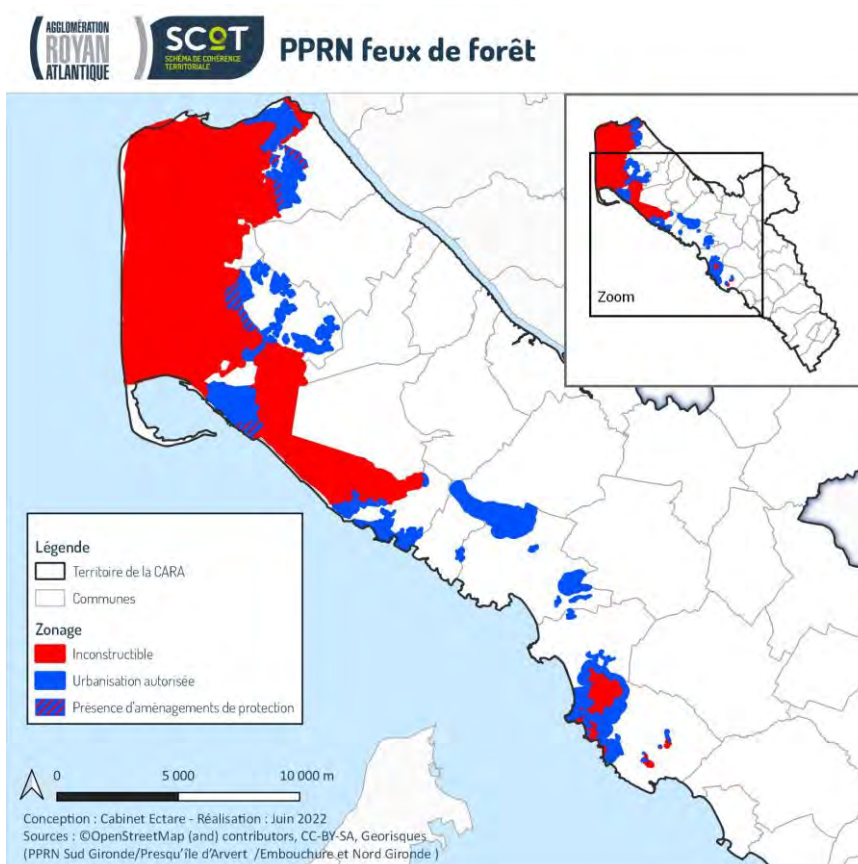 AGGLOMÉRATION
ROYAN
ATLANTIQUE
SCOT
SCHÉMA DE COHÉRENCE
TERRITORIALE
PPRN feux de forêt
Zoom
Légende
Territoire de la CARA
Communes
Zonage
Inconstructible
Urbanisation autorisée
Présence d'aménagements de protection
0 5 000 10 000 m
Conception : Cabinet Ectare - Réalisation : Juin 2022
Sources : ©OpenStreetMap (and) contributors, CC-BY-SA, Georisques
(PPRN Sud Gironde/Presqu'île d'Arvert /Embouchure et Nord Gironde )